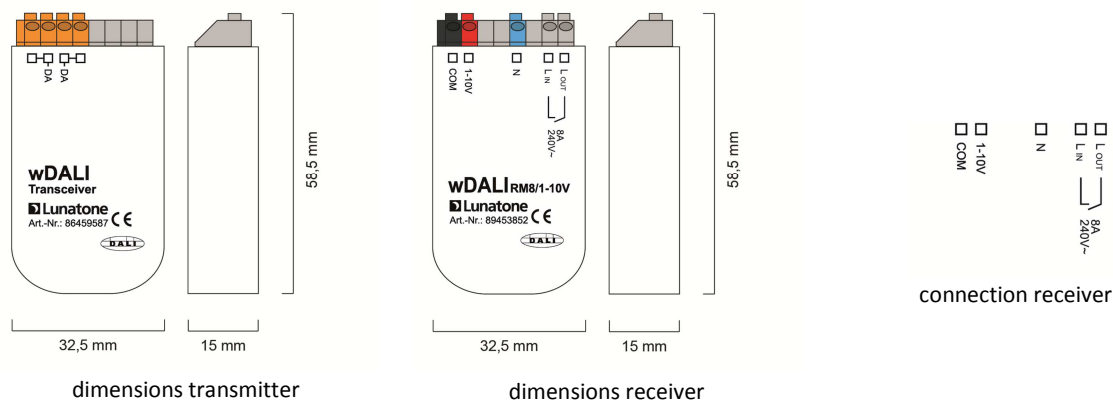 DA
DA
wDALI
Transceiver
Lunatone
Art.-Nr.: 86459587 CE
DALI
58,5 mm
32,5 mm
15 mm
dimensions transmitter
COM
1-10V
N
L IN
L OUT
8A
240V~
wDALI RM8/1-10V
Lunatone
Art.-Nr.: 89453852 CE
DALI
58,5 mm
32,5 mm
15 mm
dimensions receiver
COM
1-10V
N
L IN
L OUT
8A
240V~
connection receiver